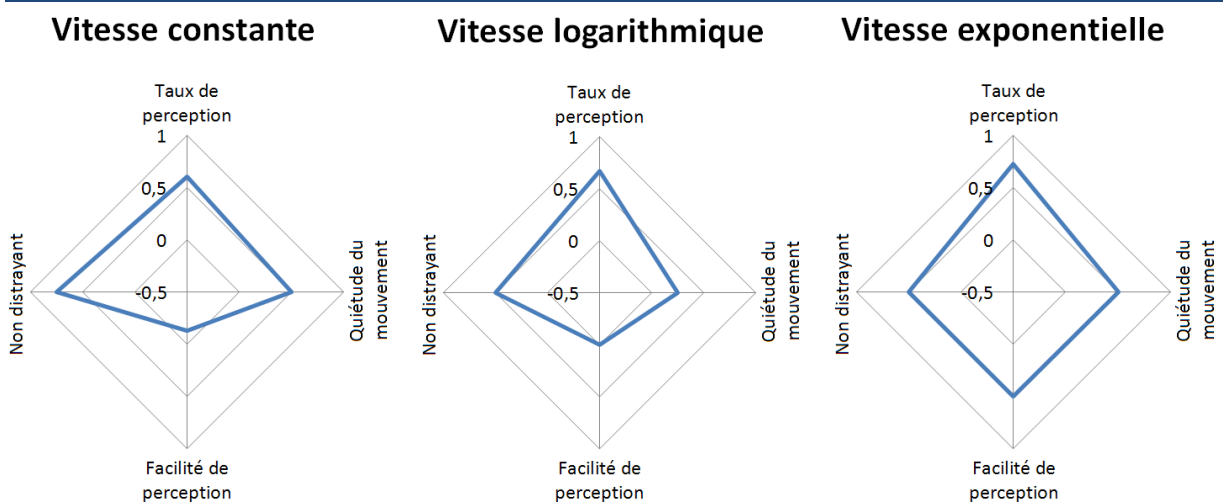 Vitesse constante
Taux de
perception
1
0,5
0
-0,5
Non distrayant
Quiétude du
mouvement
Facilité de
perception
Vitesse logarithmique
Taux de
perception
1
0,5
0
-0,5
Non distrayant
Quiétude du
mouvement
Facilité de
perception
Vitesse exponentielle
Taux de
perception
1
0,5
0
-0,5
Non distrayant
Quiétude du
mouvement
Facilité de
perception